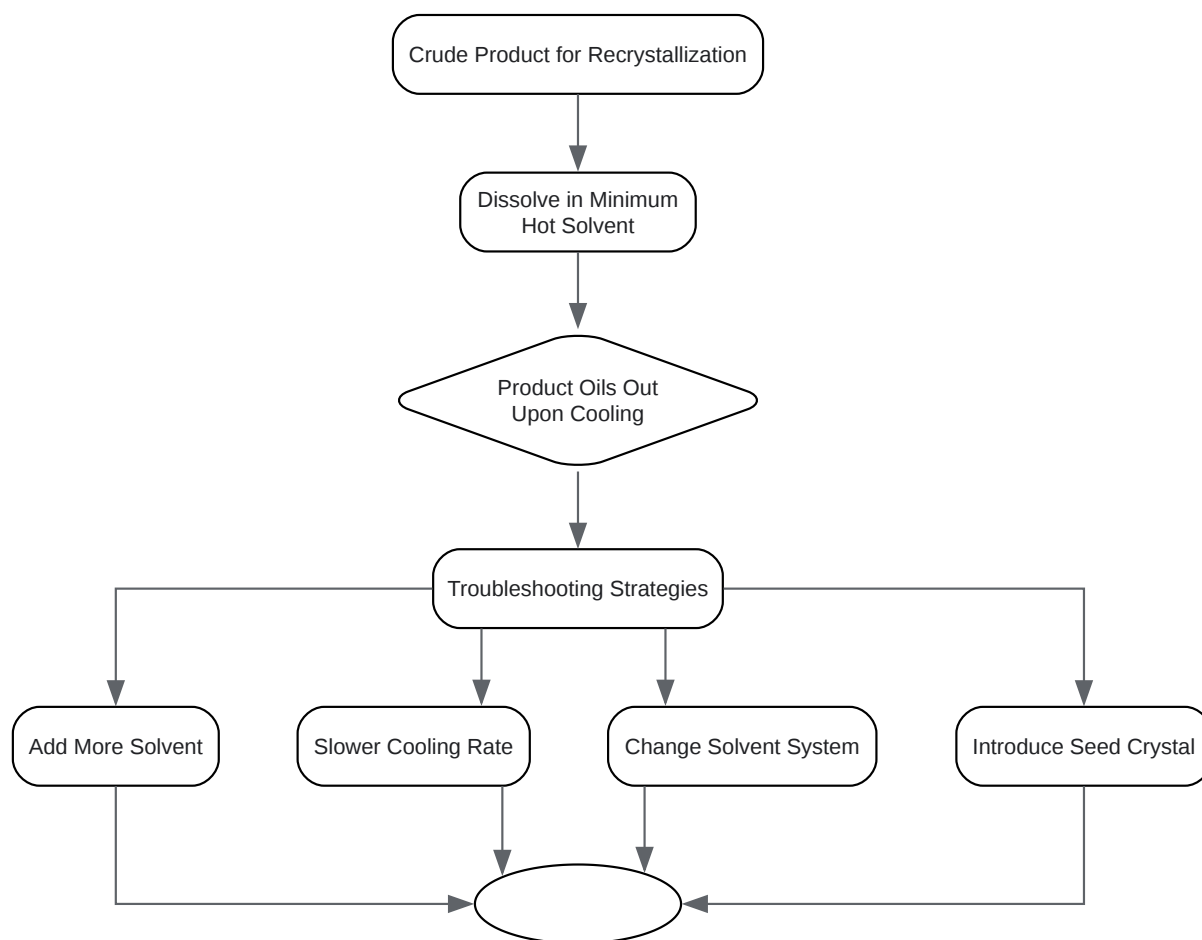 Crude Product for Recrystallization
Dissolve in Minimum
Hot Solvent
Product Oils Out
Upon Cooling
Troubleshooting Strategies
Add More Solvent
Slower Cooling Rate
Change Solvent System
Introduce Seed Crystal